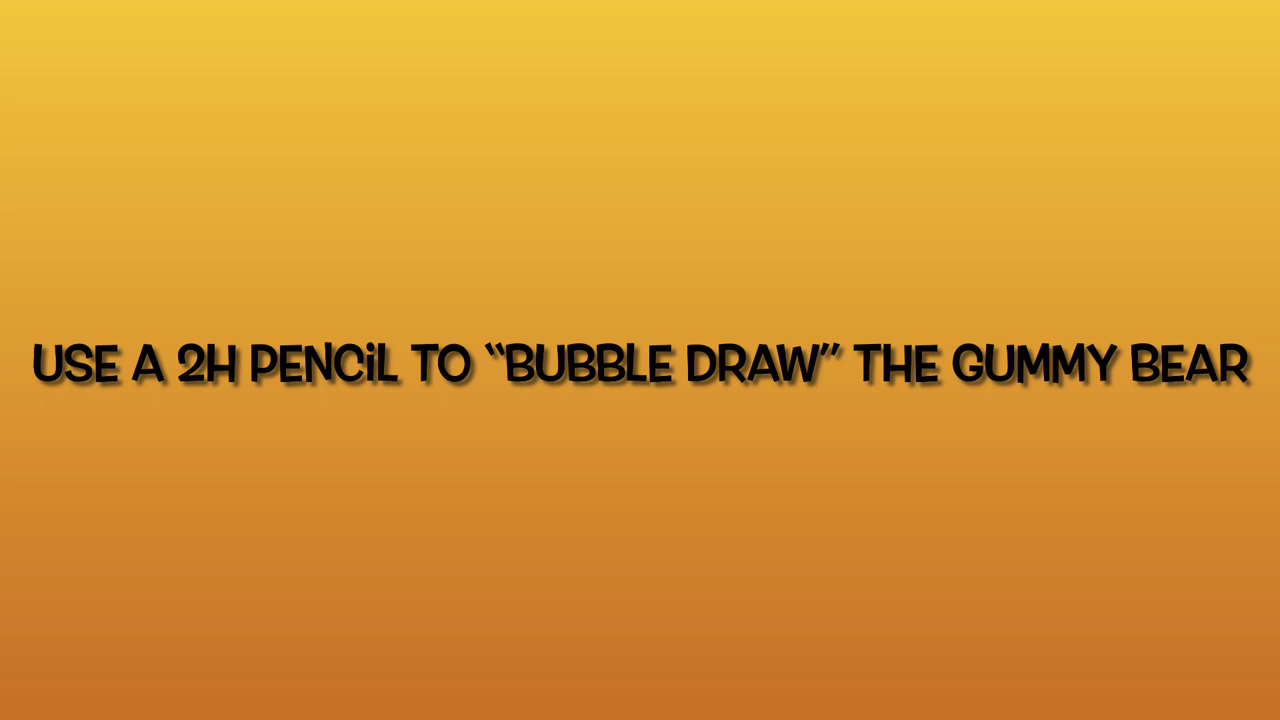 USE A 2H PENCiL TO “BUBBLE DRAW” THE GUMMY BEAR